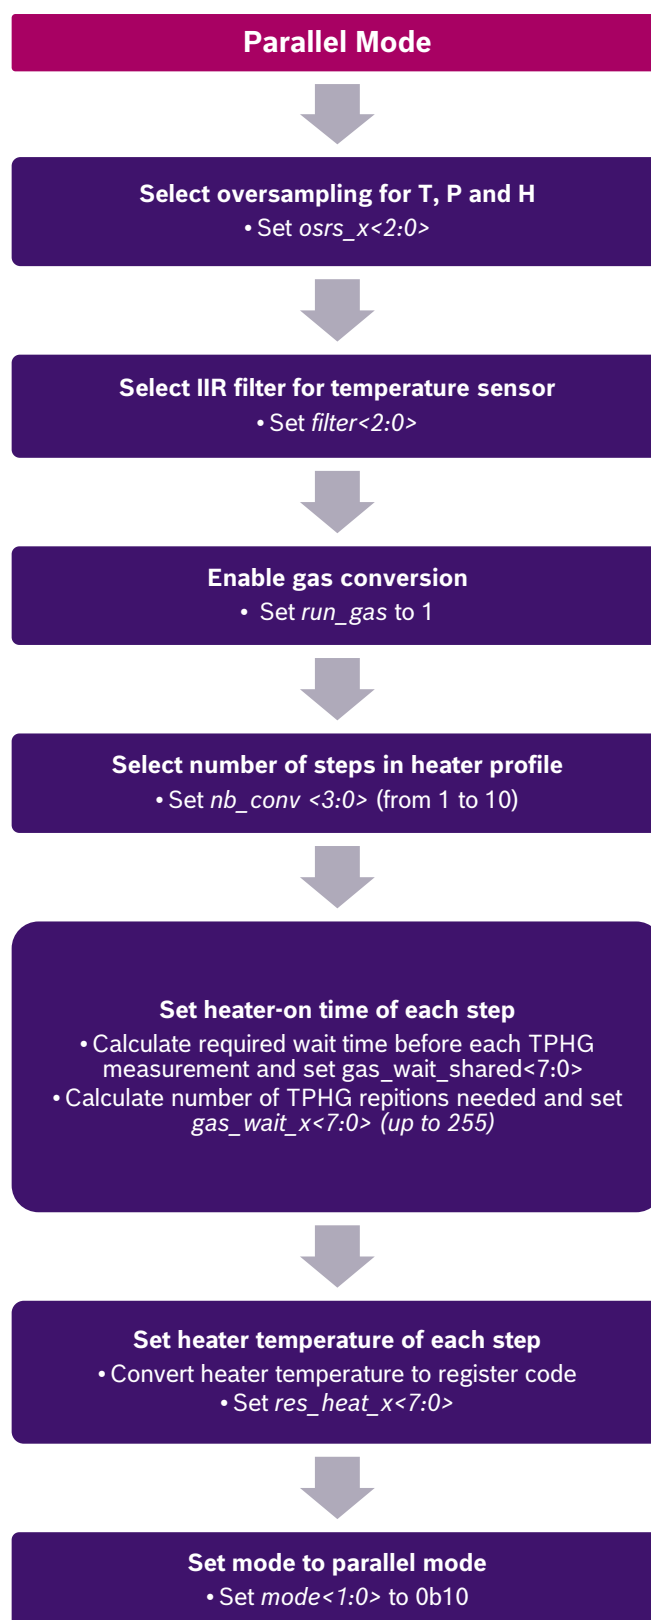 Parallel Mode
Select oversampling for T, P and H
• Set osrs_x<2:0>
Select IIR filter for temperature sensor
• Set filter<2:0>
Enable gas conversion
• Set run_gas to 1
Select number of steps in heater profile
• Set nb_conv <3:0> (from 1 to 10)
Set heater-on time of each step
• Calculate required wait time before each TPHG
measurement and set gas_wait_shared<7:0>
• Calculate number of TPHG repitions needed and set
gas_wait_x<7:0> (up to 255)
Set heater temperature of each step
• Convert heater temperature to register code
• Set res_heat_x<7:0>
Set mode to parallel mode
• Set mode<1:0> to 0b10